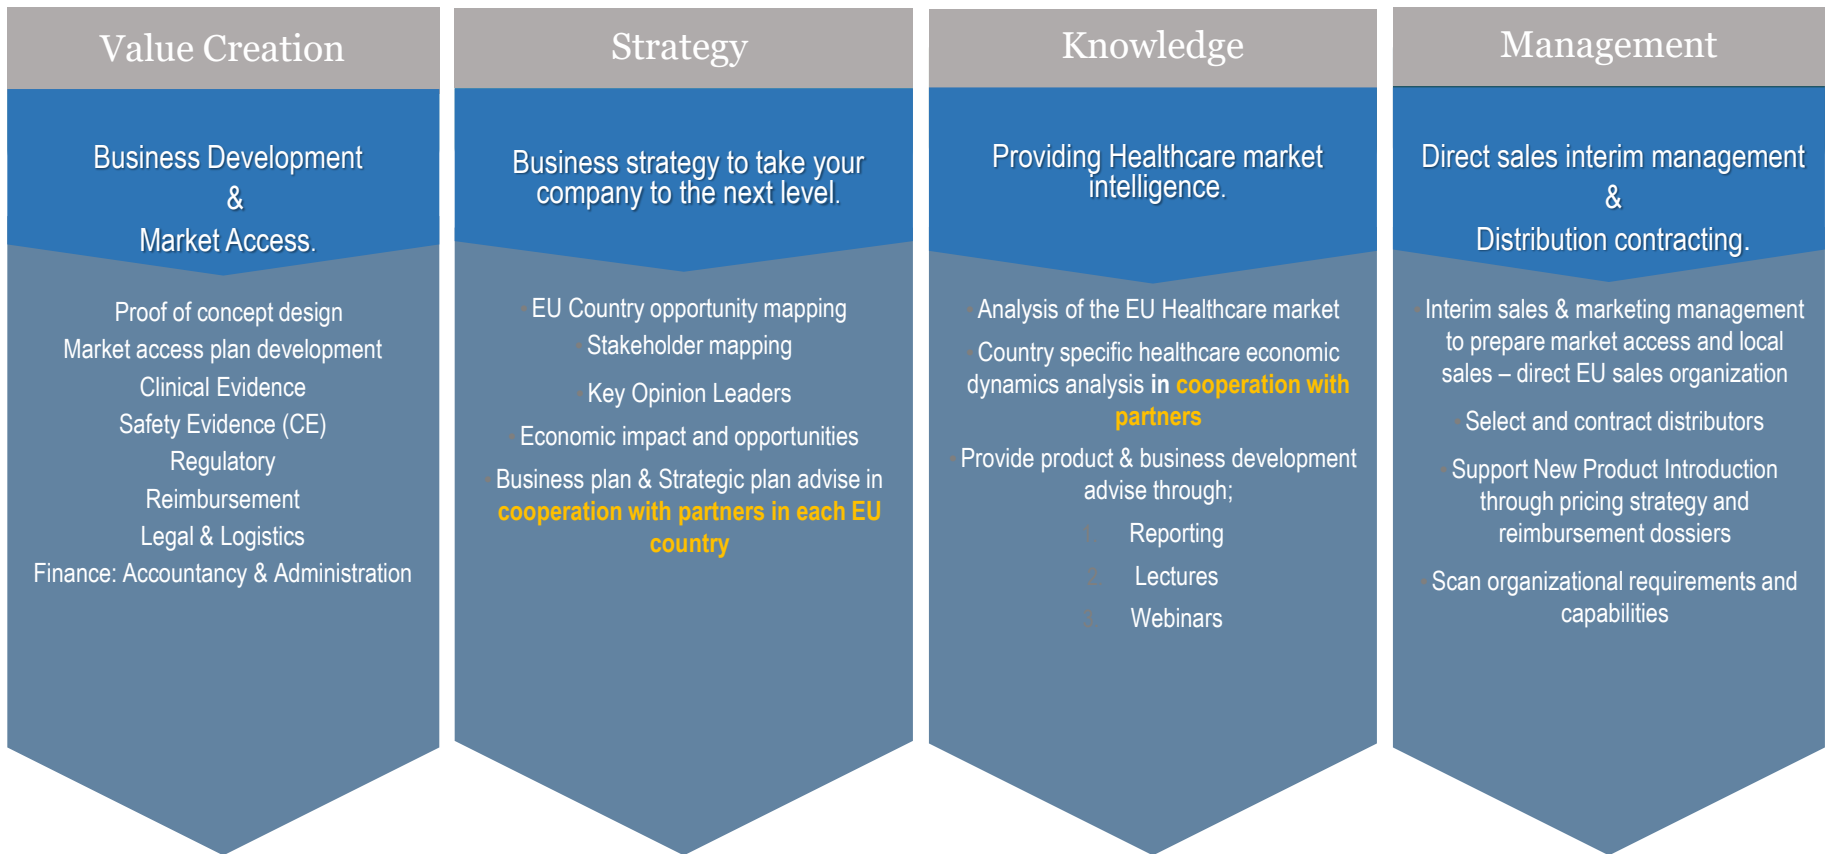 Value Creation
Business Development
&
Market Access.
Proof of concept design
Market access plan development
Clinical Evidence
Safety Evidence (CE)
Regulatory
Reimbursement
Legal & Logistics
Finance: Accountancy & Administration
Strategy
Business strategy to take your
company to the next level.
EU Country opportunity mapping
Stakeholder mapping
Key Opinion Leaders
Economic impact and opportunities
Business plan & Strategic plan advise in
cooperation with partners in each EU
country
Knowledge
Providing Healthcare market
intelligence.
Analysis of the EU Healthcare market
Country specific healthcare economic
dynamics analysis in cooperation with
partners
Provide product & business development
advise through;
1. Reporting
2. Lectures
3. Webinars
Management
Direct sales interim management
&
Distribution contracting.
Interim sales & marketing management
to prepare market access and local
sales – direct EU sales organization
Select and contract distributors
Support New Product Introduction
through pricing strategy and
reimbursement dossiers
Scan organizational requirements and
capabilities